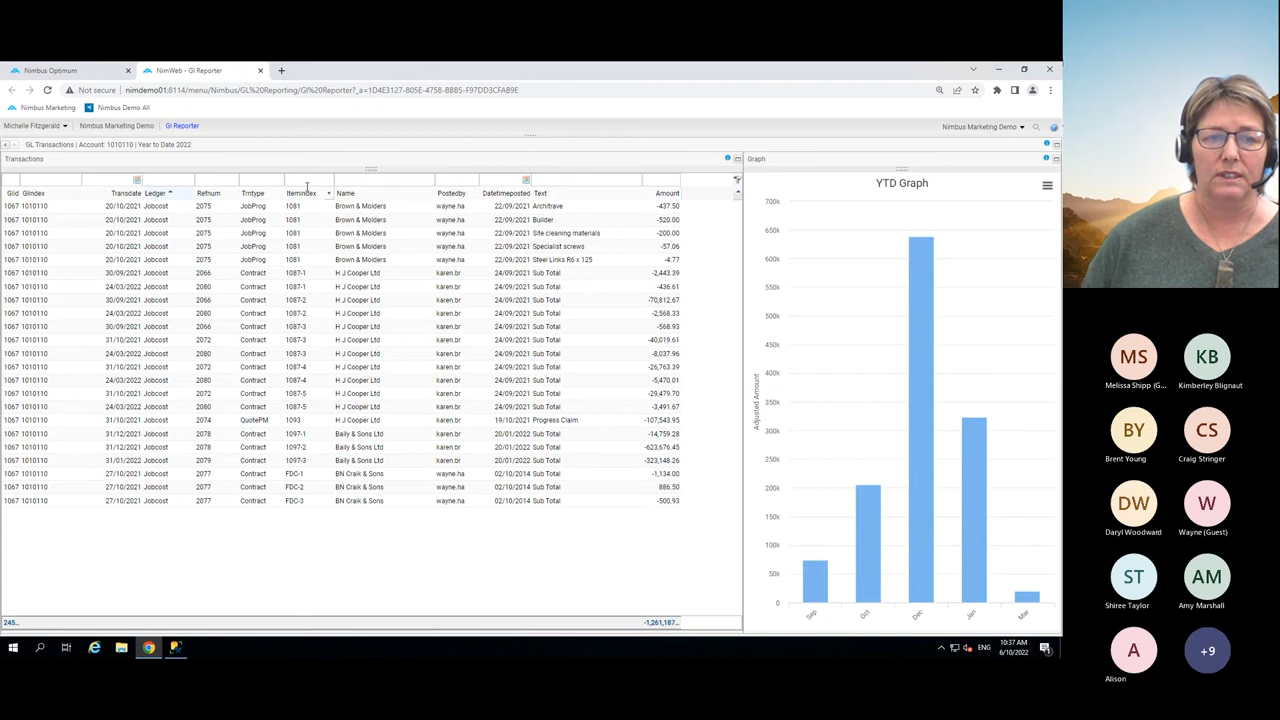 Nimbus Optimum
NimWeb - Gl Reporter
Not secure
nimdemo01:8114/menu/Nimbus/GL%20Reporting/Gl%20Reporter?_a=1D4E3127-805E-4758-BBB5-F97DD3CFAB9E
Nimbus Marketing Nimbus Demo All
Michelle Fitzgerald Nimbus Marketing Demo Gl Reporter Nimbus Marketing Demo
GL Transactions | Account: 1010110 | Year to Date 2022
Transactions
Glid Glindex Transdate Ledger Refnum Trntype Itemindex Name Postedby Datetimeposted Text Amount
1067 1010110 20/10/2021 Jobcost 2075 JobProg 1081 Brown & Molders wayne.ha 22/09/2021 Architrave -437.50
1067 1010110 20/10/2021 Jobcost 2075 JobProg 1081 Brown & Molders wayne.ha 22/09/2021 Builder -520.00
1067 1010110 20/10/2021 Jobcost 2075 JobProg 1081 Brown & Molders wayne.ha 22/09/2021 Site cleaning materials -200.00
1067 1010110 20/10/2021 Jobcost 2075 JobProg 1081 Brown & Molders wayne.ha 22/09/2021 Specialist screws -57.06
1067 1010110 20/10/2021 Jobcost 2075 JobProg 1081 Brown & Molders wayne.ha 22/09/2021 Steel Links R6 x 125 -4.77
1067 1010110 30/09/2021 Jobcost 2066 Contract 1087-1 H J Cooper Ltd karen.br 24/09/2021 Sub Total -2,443.39
1067 1010110 24/03/2022 Jobcost 2080 Contract 1087-1 H J Cooper Ltd karen.br 24/09/2021 Sub Total -436.61
1067 1010110 30/09/2021 Jobcost 2066 Contract 1087-2 H J Cooper Ltd karen.br 24/09/2021 Sub Total -70,812.67
1067 1010110 24/03/2022 Jobcost 2080 Contract 1087-2 H J Cooper Ltd karen.br 24/09/2021 Sub Total -2,568.33
1067 1010110 30/09/2021 Jobcost 2066 Contract 1087-3 H J Cooper Ltd karen.br 24/09/2021 Sub Total -568.93
1067 1010110 31/10/2021 Jobcost 2072 Contract 1087-3 H J Cooper Ltd karen.br 24/09/2021 Sub Total -40,019.61
1067 1010110 24/03/2022 Jobcost 2080 Contract 1087-3 H J Cooper Ltd karen.br 24/09/2021 Sub Total -8,037.96
1067 1010110 31/10/2021 Jobcost 2072 Contract 1087-4 H J Cooper Ltd karen.br 24/09/2021 Sub Total -26,763.39
1067 1010110 24/03/2022 Jobcost 2080 Contract 1087-4 H J Cooper Ltd karen.br 24/09/2021 Sub Total -5,470.01
1067 1010110 31/10/2021 Jobcost 2072 Contract 1087-5 H J Cooper Ltd karen.br 24/09/2021 Sub Total -29,479.70
1067 1010110 24/03/2022 Jobcost 2080 Contract 1087-5 H J Cooper Ltd karen.br 24/09/2021 Sub Total -3,491.67
1067 1010110 31/10/2021 Jobcost 2074 QuotePM 1093 H J Cooper Ltd karen.br 19/10/2021 Progress Claim -107,543.95
1067 1010110 31/12/2021 Jobcost 2078 Contract 1097-1 Baily & Sons Ltd karen.br 20/01/2022 Sub Total -14,759.28
1067 1010110 31/12/2021 Jobcost 2078 Contract 1097-2 Baily & Sons Ltd karen.br 20/01/2022 Sub Total -623,676.45
1067 1010110 31/01/2022 Jobcost 2079 Contract 1097-3 Baily & Sons Ltd karen.br 20/01/2022 Sub Total -323,148.26
1067 1010110 27/10/2021 Jobcost 2077 Contract FDC-1 BN Craik & Sons wayne.ha 02/10/2014 Sub Total -1,134.00
1067 1010110 27/10/2021 Jobcost 2077 Contract FDC-2 BN Craik & Sons wayne.ha 02/10/2014 Sub Total 886.50
1067 1010110 27/10/2021 Jobcost 2077 Contract FDC-3 BN Craik & Sons wayne.ha 02/10/2014 Sub Total -500.93
245... -1,261,187...
Graph
YTD Graph
700k
650k
600k
550k
500k
450k
400k
350k
300k
250k
200k
150k
100k
50k
0
Adjusted Amount
Sep Oct Dec Jan Mar
ENG
10:37 AM
6/10/2022
1
MS
Melissa Shipp (G...
KB
Kimberley Blignaut
BY
Brent Young
CS
Craig Stringer
DW
Daryl Woodward
W
Wayne (Guest)
ST
Shiree Taylor
AM
Amy Marshall
A
Alison
+9